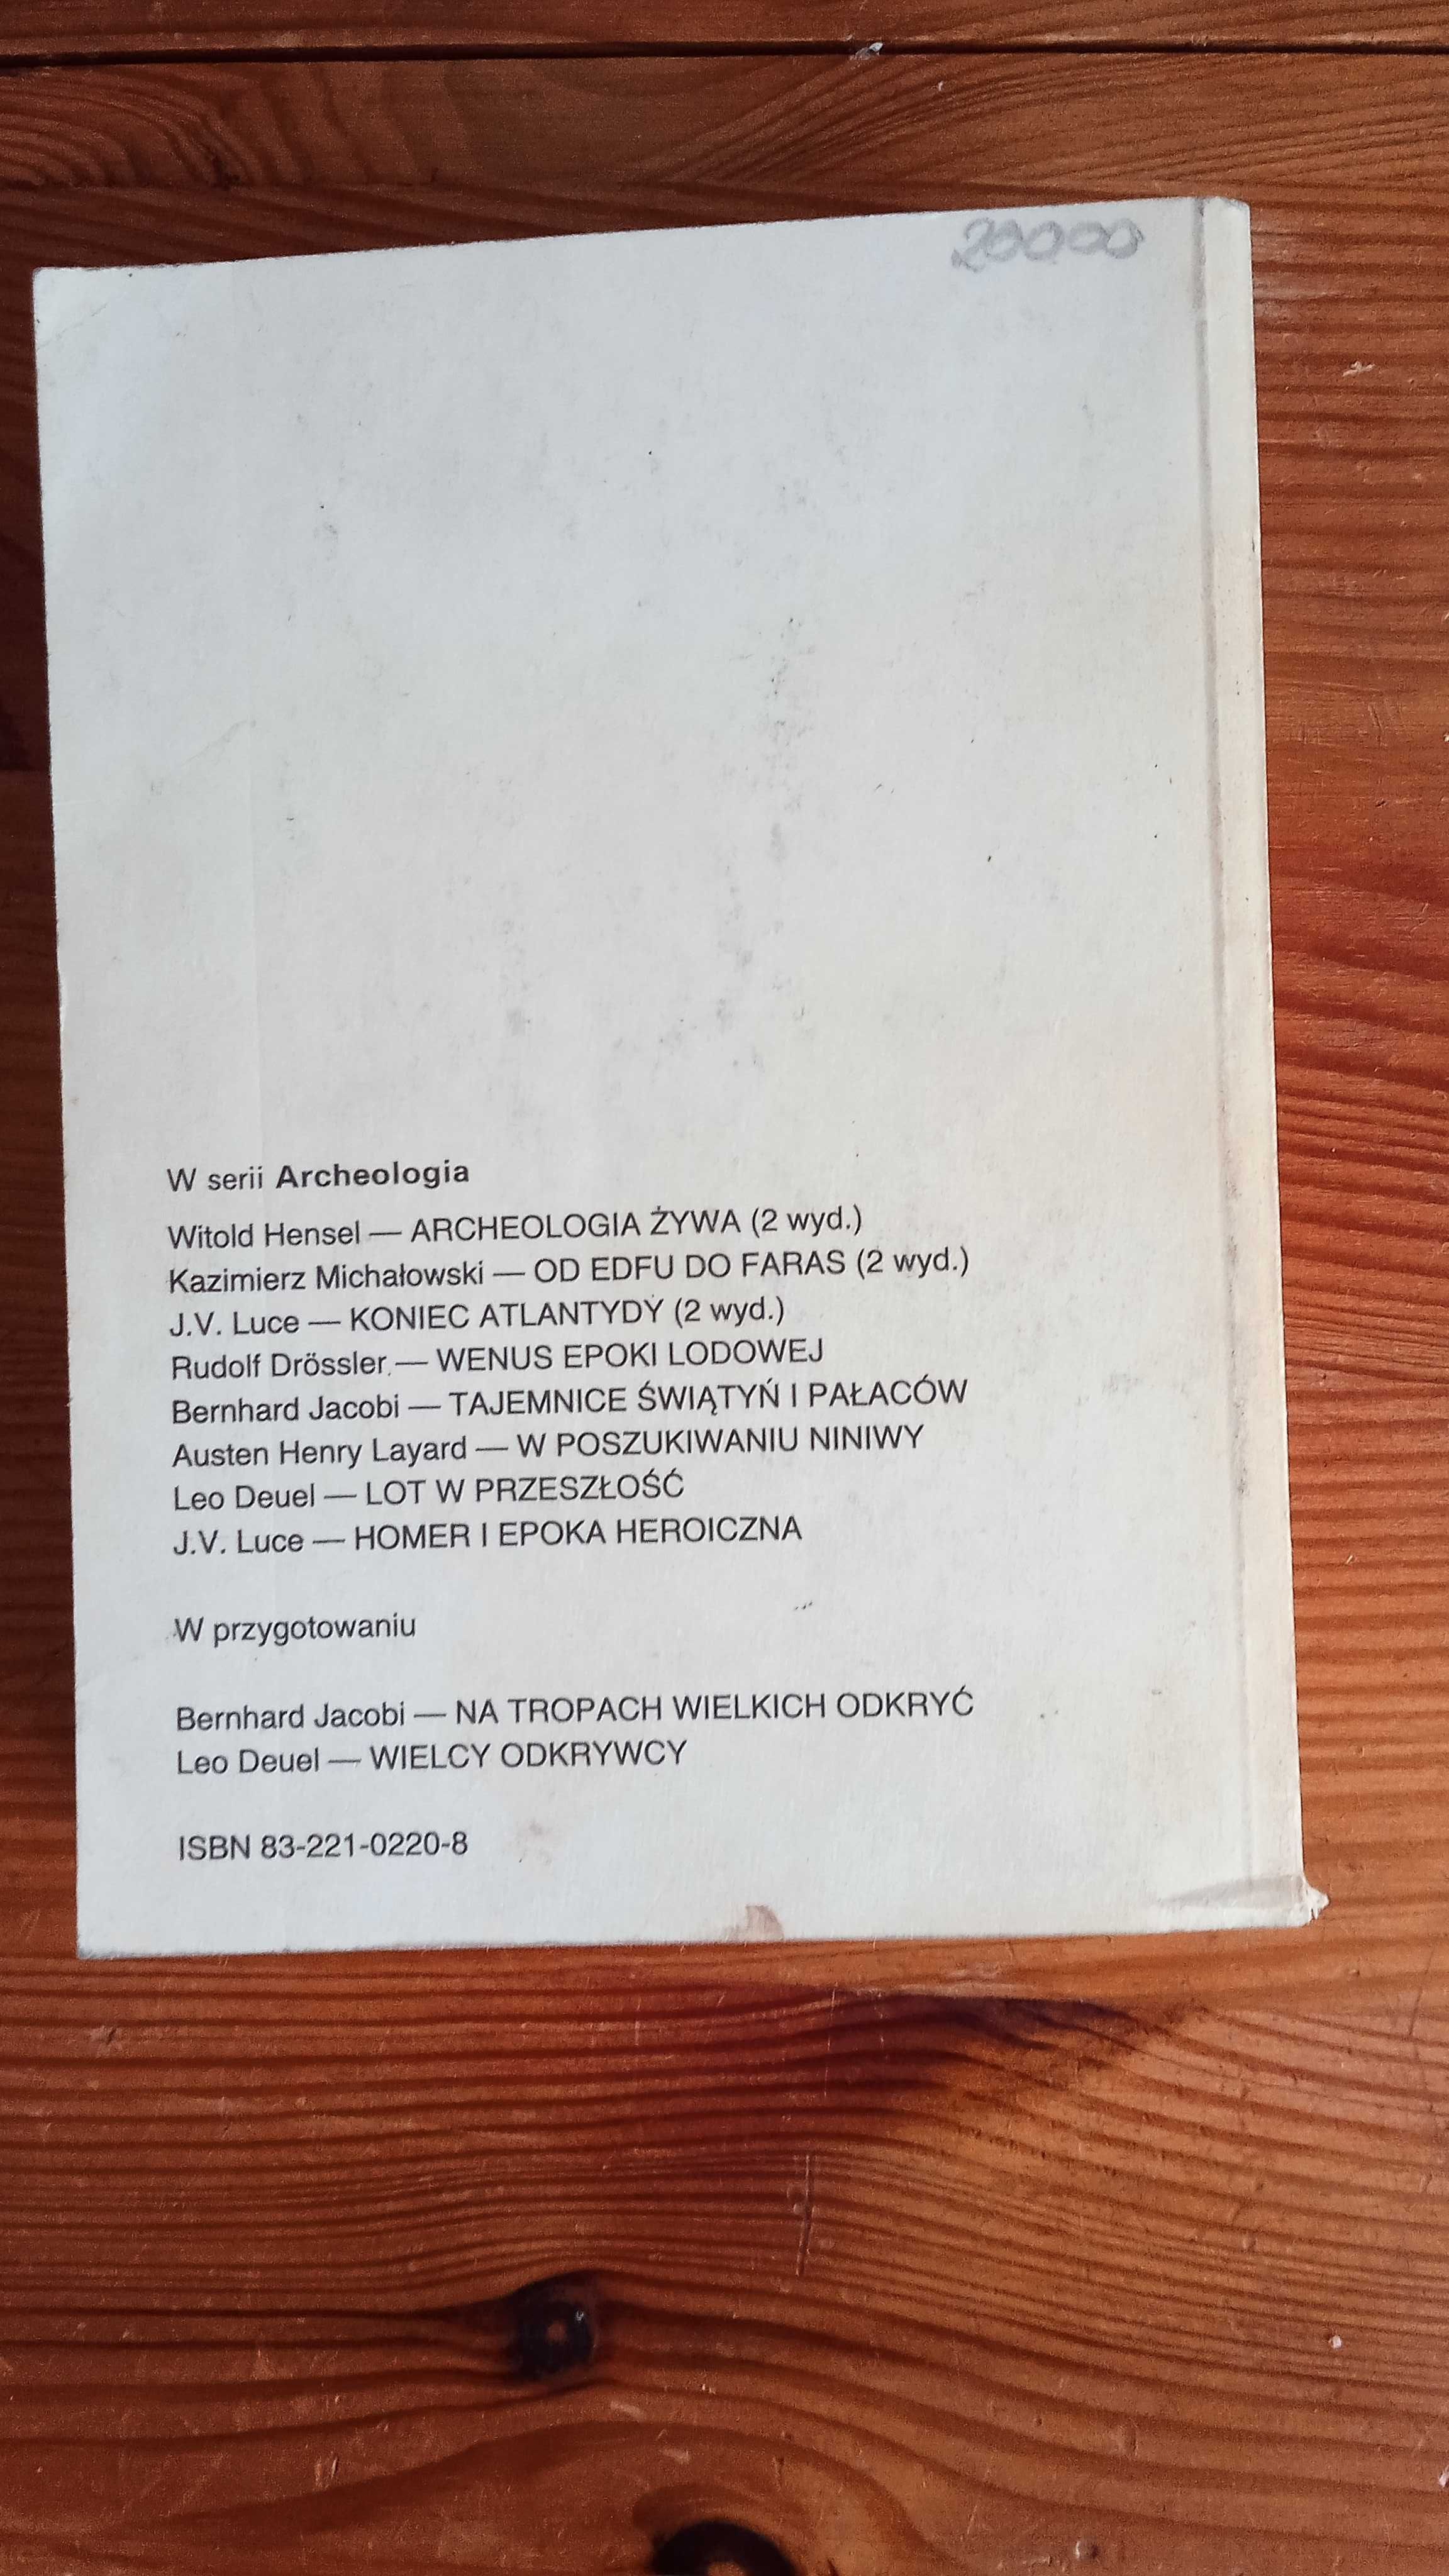 20000
W serii Archeologia
Witold Hensel — ARCHEOLOGIA ŻYWA (2 wyd.)
Kazimierz Michałowski — OD EDFU DO FARAS (2 wyd.)
J.V. Luce — KONIEC ATLANTYDY (2 wyd.)
Rudolf Drössler — WENUS EPOKI LODOWEJ
Bernhard Jacobi — TAJEMNICE ŚWIĄTYŃ I PAŁACÓW
Austen Henry Layard — W POSZUKIWANIU NINIWY
Leo Deuel — LOT W PRZESZŁOŚĆ
J.V. Luce — HOMER I EPOKA HEROICZNA
W przygotowaniu
Bernhard Jacobi — NA TROPACH WIELKICH ODKRYĆ
Leo Deuel — WIELCY ODKRYWCY
ISBN 83-221-0220-8